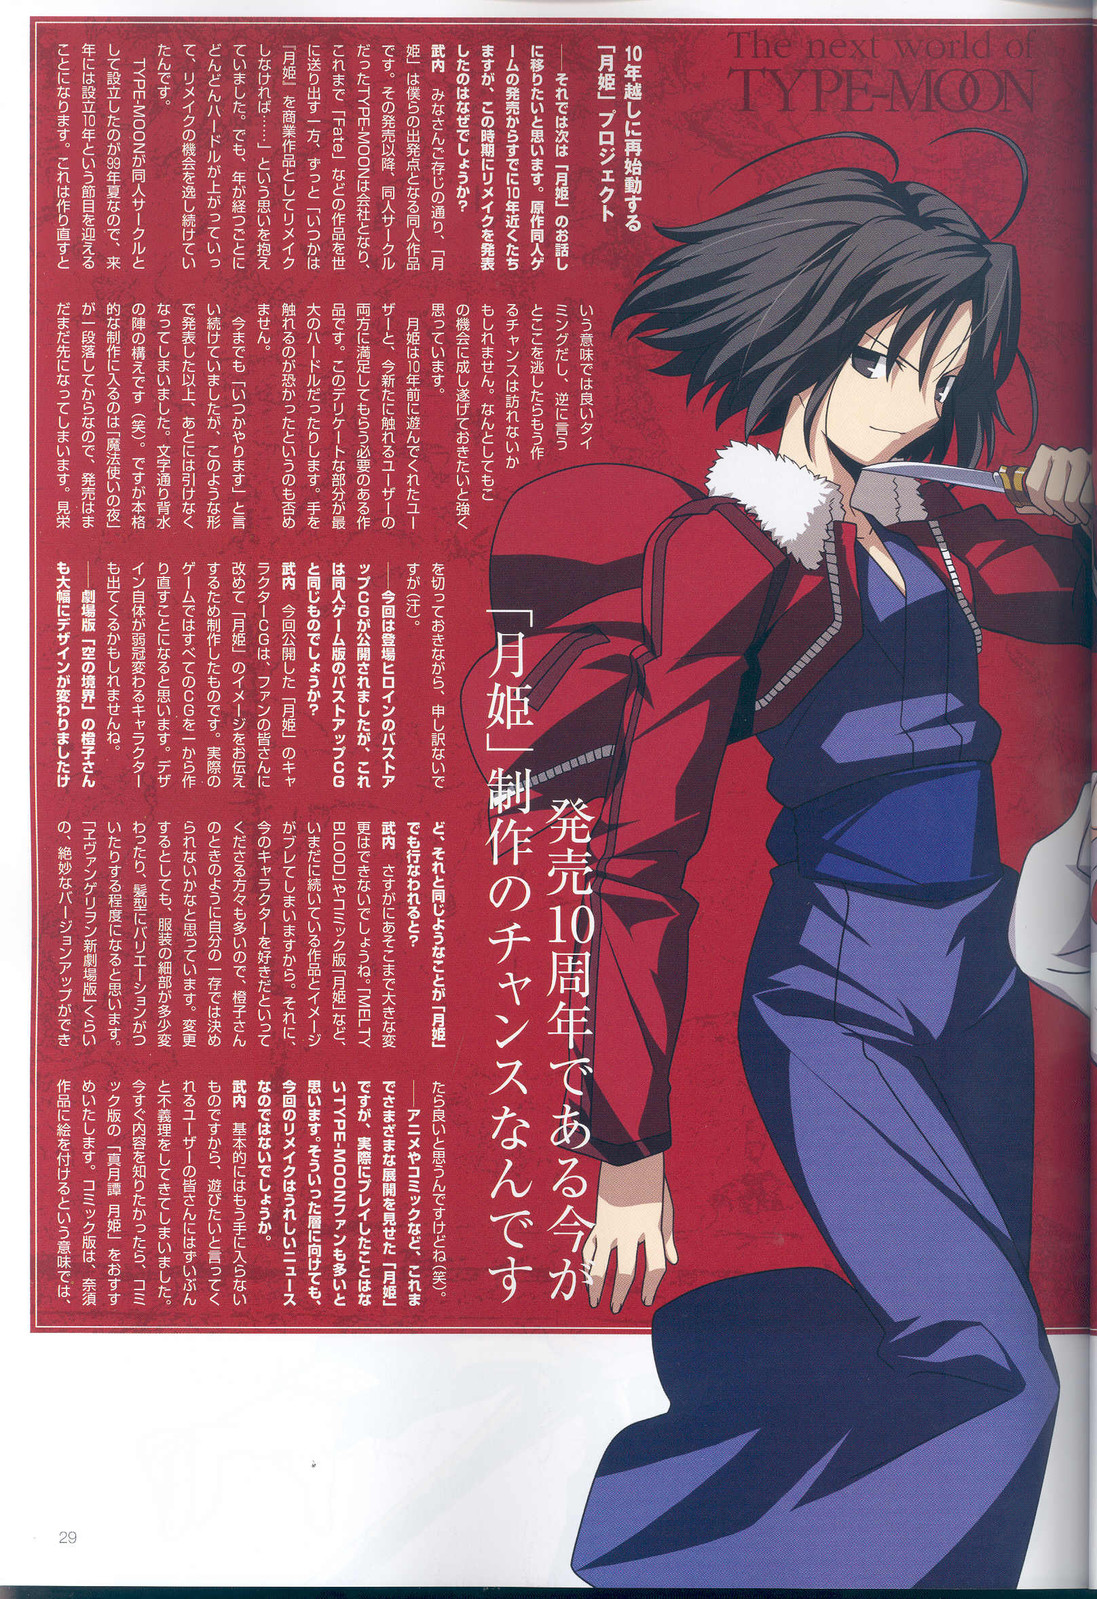 The next world of
TYPE-MOON
10年越しに再始動する
「月姫」プロジェクト
――それでは次は「月姫」のお話し
に移りたいと思います。原作同人ゲ
ームの発売からすでに10年近くたち
ますが、この時期にリメイクを発表
したのはなぜでしょうか?
武内　みなさんご存じの通り、「月
姫」は僕らの出発点となる同人作品
です。その発売以降、同人サークル
だったTYPE-MOONは会社となり、
これまで「Fate」などの作品を世
に送り出す一方、ずっと「いつかは
『月姫』を商業作品としてリメイク
しなければ……」という思いを抱え
ていました。でも、年が経つごとに
どんどんハードルが上がっていっ
て、リメイクの機会を逸し続けてい
たんです。
　TYPE-MOONが同人サークルと
して設立したのが99年夏なので、来
年には設立10年という節目を迎える
ことになります。これは作り直すと
いう意味では良いタイ
ミングだし、逆に言う
とここを逃したらもう作
るチャンスは訪れないか
もしれません。なんとしてもこ
の機会に成し遂げておきたいと強く
思っています。
　月姫は10年前に遊んでくれたユー
ザーと、今新たに触れるユーザーの
両方に満足してもらう必要のある作
品です。このデリケートな部分が最
大のハードルだったりします。手を
触れるのが恐かったというのも否め
ません。
　今までも「いつかやります」と言
い続けていましたが、このような形
で発表した以上、あとには引けなく
なってしまいました。文字通り背水
の陣の構えです（笑）。ですが本格
的な制作に入るのは「魔法使いの夜」
が一段落してからなので、発売はま
だまだ先になってしまいます。見栄
を切っておきながら、申し訳ないで
すが（汗）。
――今回は登場ヒロインのバストア
ップCGが公開されましたが、これ
は同人ゲーム版のバストアップCG
と同じものでしょうか?
武内　今回公開した「月姫」のキャ
ラクターCGは、ファンの皆さんに
改めて「月姫」のイメージをお伝え
するため制作したものです。実際の
ゲームではすべてのCGを一から作
り直すことになると思います。デザ
イン自体が弱冠変わるキャラクター
も出てくるかもしれませんね。
――劇場版「空の境界」の橙子さん
も大幅にデザインが変わりましたけ
ど、それと同じようなことが「月姫」
でも行なわれると?
武内　さすがにあそこまで大きな変
更はできないでしょうね。「MELTY
BLOOD」やコミック版「月姫」など、
いまだに続いている作品とイメージ
がブレてしまいますから。それに、
今のキャラクターを好きだといって
くださる方々も多いので、橙子さん
のときのように自分の一存では決め
られないかなと思っています。変更
するとしても、服装の細部が多少変
わったり、髪型にバリエーションがつ
いたりする程度になると思います。
「ヱヴァンゲリヲン新劇場版」くらい
の、絶妙なバージョンアップができ
たら良いと思うんですけどね（笑）。
――アニメやコミックなど、これま
でさまざまな展開を見せた「月姫」
ですが、実際にプレイしたことはな
いTYPE-MOONファンも多いと
思います。そういった層に向けても、
今回のリメイクはうれしいニュース
なのではないでしょうか。
武内　基本的にはもう手に入らない
ものですから、遊びたいと言ってく
れるユーザーの皆さんにはずいぶん
と不義理をしてきてしまいました。
今すぐ内容を知りたかったら、コミ
ック版の「真月譚 月姫」をおすす
めいたします。コミック版は、奈須
作品に絵を付けるという意味では、
発売10周年である今が
「月姫」制作のチャンスなんです
29